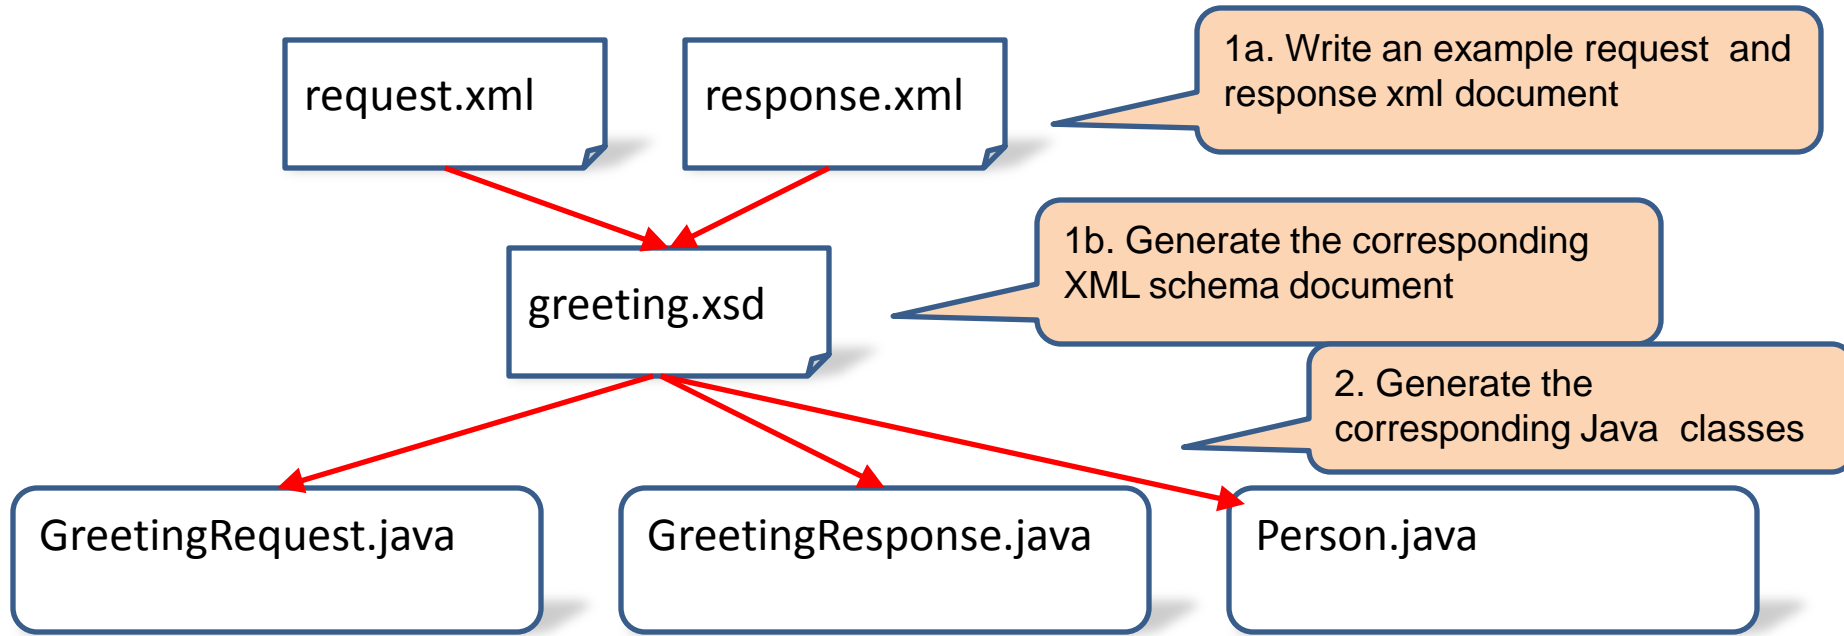 request.xml
response.xml
1a. Write an example request and
response xml document
greeting.xsd
1b. Generate the corresponding
XML schema document
2. Generate the
corresponding Java classes
GreetingRequest.java
GreetingResponse.java
Person.java